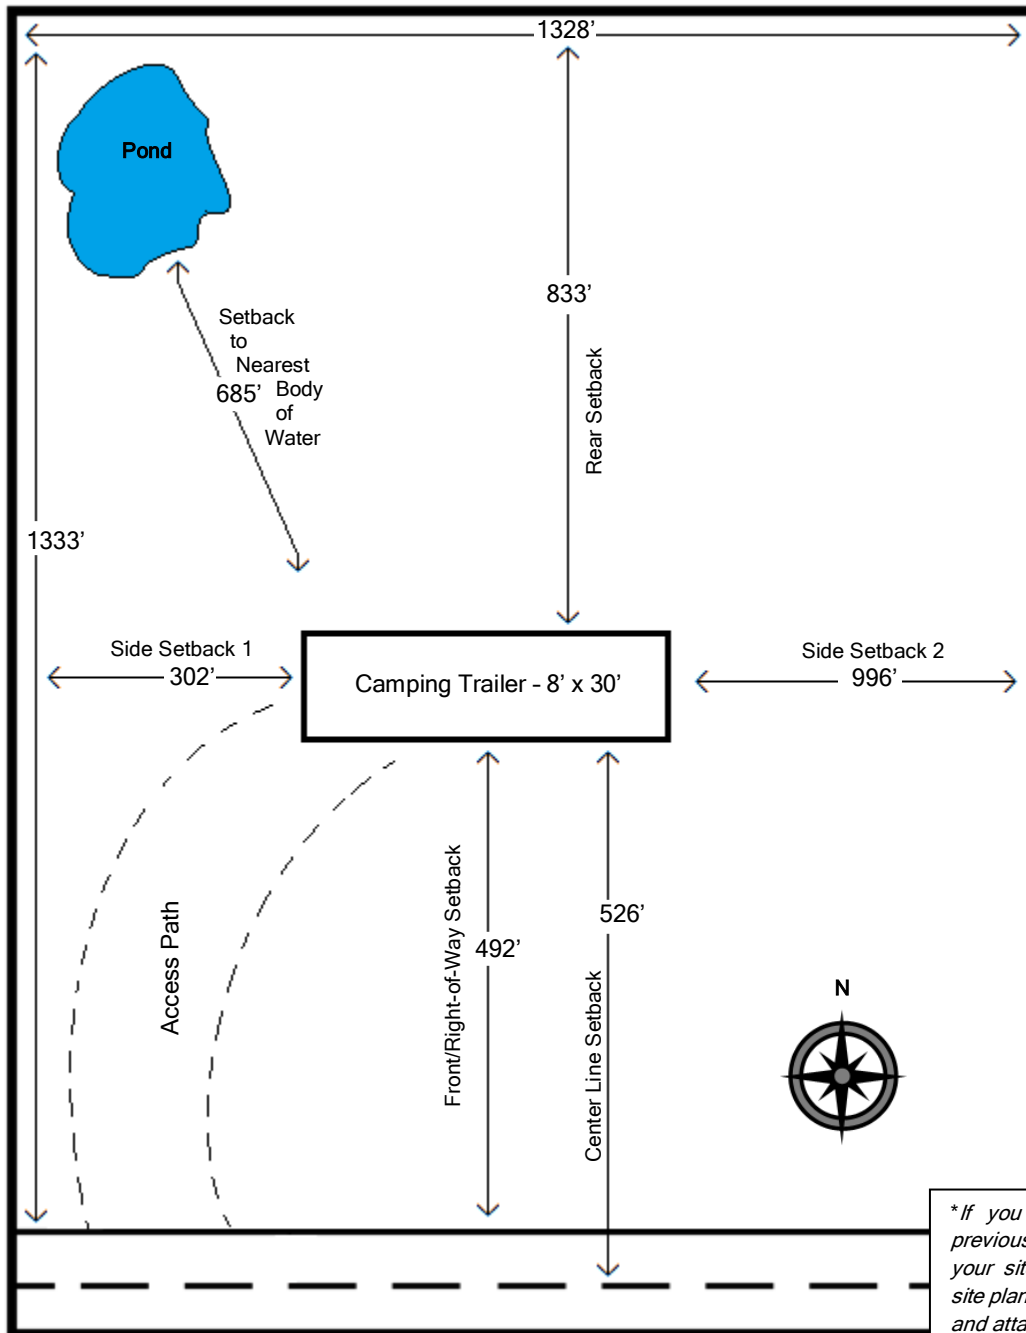 1328’
Pond
833’
Setback
to
Nearest
Body
685’
of
Water
Rear Setback
1333’
Side Setback 1
302’
Camping Trailer - 8’ x 30’
Side Setback 2
996’
Access Path
Front/Right-of-Way Setback
492’
526’
Center Line Setback
N
*If you
previous
your sit
site plan
and atta